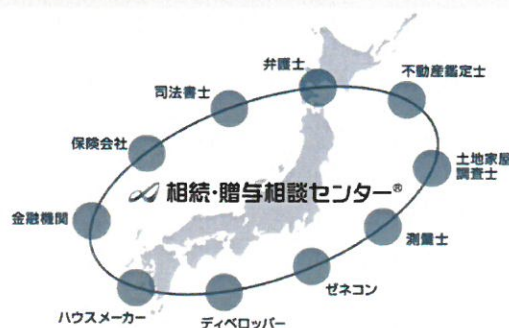 弁護士
不動産鑑定士
司法書士
保険会社
土地家屋
調査士
相続・贈与相談センター®
金融機関
測量士
ゼネコン
ハウスメーカー
ディベロッパー